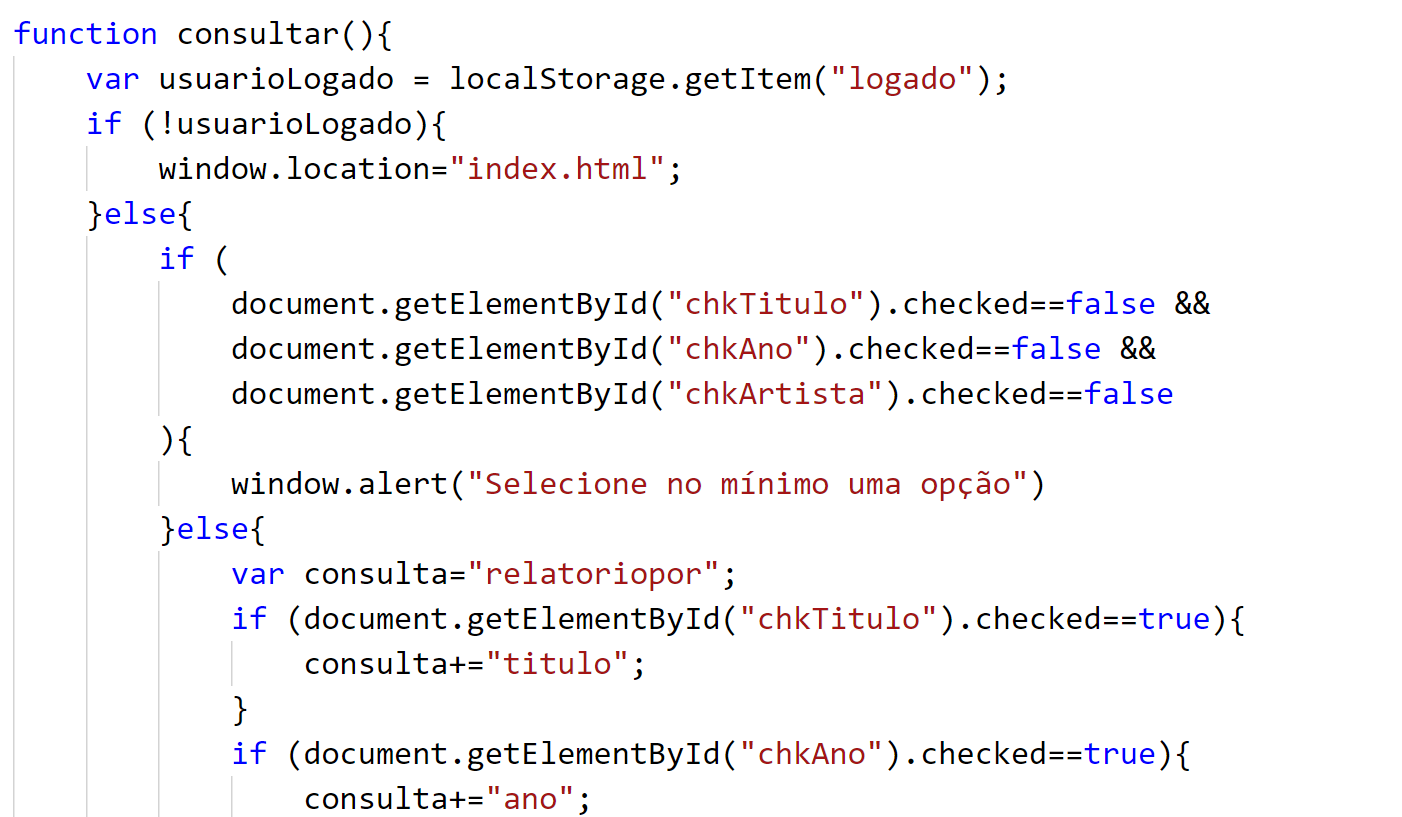 function consultar(){
    var usuarioLogado = localStorage.getItem("logado");
    if (!usuarioLogado){
        window.location="index.html";
    }else{
        if (
            document.getElementById("chkTitulo").checked==false &&
            document.getElementById("chkAno").checked==false &&
            document.getElementById("chkArtista").checked==false
        ){
            window.alert("Selecione no mínimo uma opção")
        }else{
            var consulta="relatoriopor";
            if (document.getElementById("chkTitulo").checked==true){
                consulta+="titulo";
            }
            if (document.getElementById("chkAno").checked==true){
                consulta+="ano";